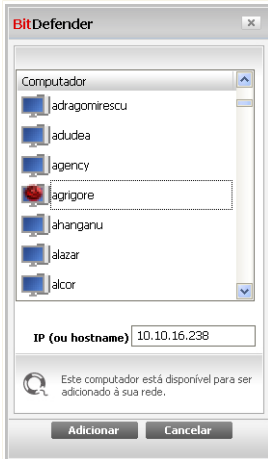 BitDefender
Computador
adragomirescu
adudea
agency
agrigore
ahanganu
alazar
alcor
IP (ou hostname) 10.10.16.238
Este computador está disponível para ser
adicionado à sua rede.
Adicionar Cancelar